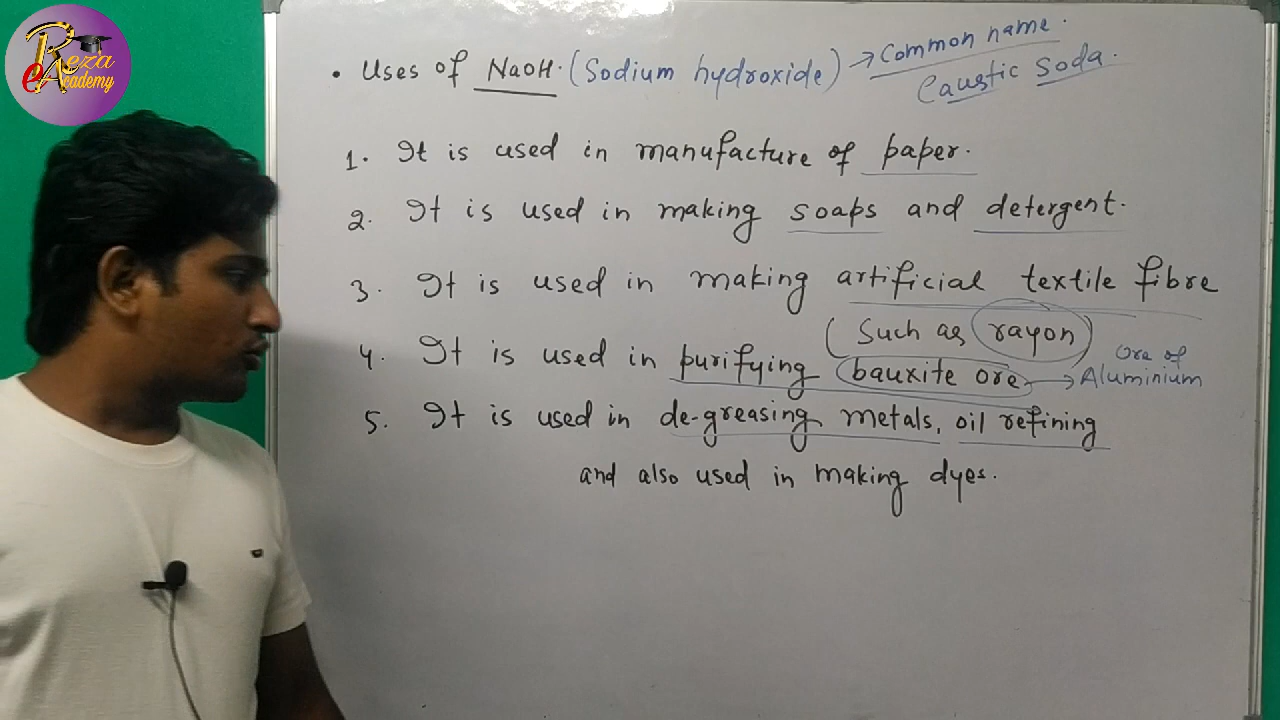 Reza
eAcademy
• Uses of NaOH. (Sodium hydroxide) → Common name.
Caustic Soda.
1. It is used in manufacture of paper.
2. It is used in making soaps and detergent.
3. It is used in making artificial textile fibre
(Such as rayon)
4. It is used in purifying bauxite ore → Ore of
Aluminium
5. It is used in de-greasing metals, oil refining
and also used in making dyes.